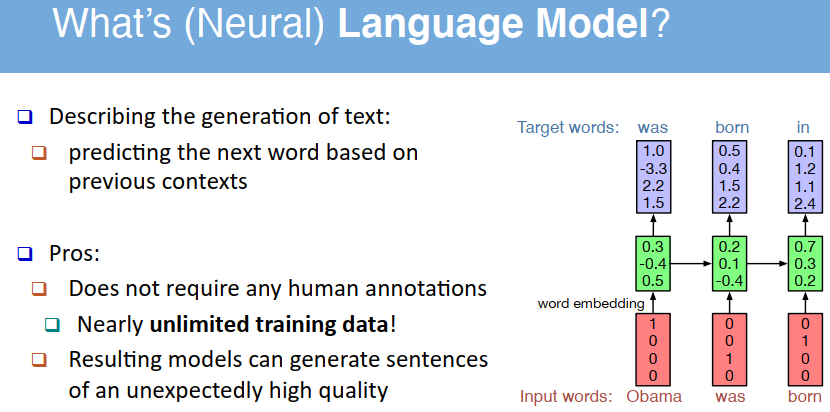 What's (Neural) Language Model?
Describing the generation of text:
predicting the next word based on
previous contexts
Pros:
Does not require any human annotations
Nearly unlimited training data!
Resulting models can generate sentences
of an unexpectedly high quality
Target words: was born in
1.0 0.5 0.1
-3.3 0.4 1.2
2.2 1.5 1.1
1.5 2.2 2.4
0.3 0.2 0.7
-0.4 0.1 0.3
0.5 -0.4 0.2
word embedding
1 0 0
0 0 1
0 1 0
0 0 0
Input words: Obama was born